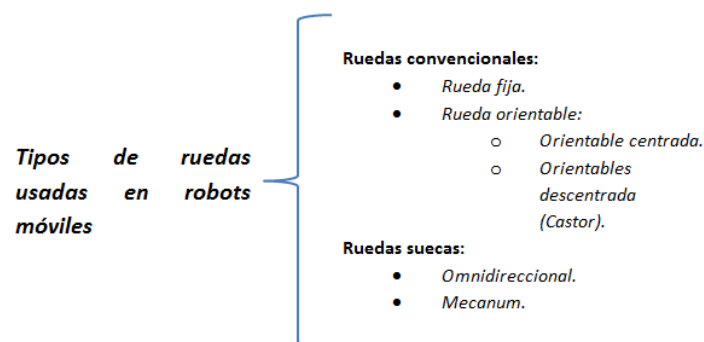 Tipos de ruedas
usadas en robots
móviles
Ruedas convencionales:
• Rueda fija.
• Rueda orientable:
o Orientable centrada.
o Orientables
descentrada
(Castor).
Ruedas suecas:
• Omnidireccional.
• Mecanum.